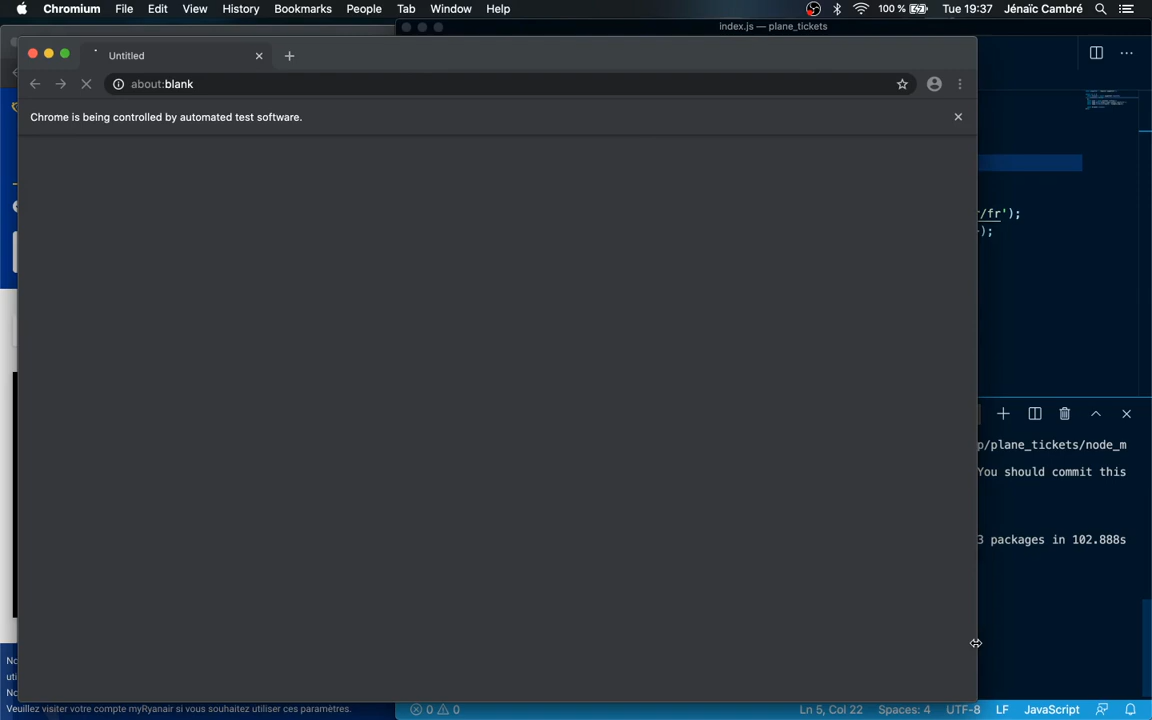 Chromium File Edit View History Bookmarks People Tab Window Help 100 % Tue 19:37 Jénaïc Cambré
index.js — plane_tickets
Untitled
about:blank
Chrome is being controlled by automated test software.
/fr');
);
p/plane_tickets/node_m
You should commit this
3 packages in 102.888s
No
uti
No
Veuillez visiter votre compte myRyanair si vous souhaitez utiliser ces paramètres.
0 0 Ln 5, Col 22 Spaces: 4 UTF-8 LF JavaScript